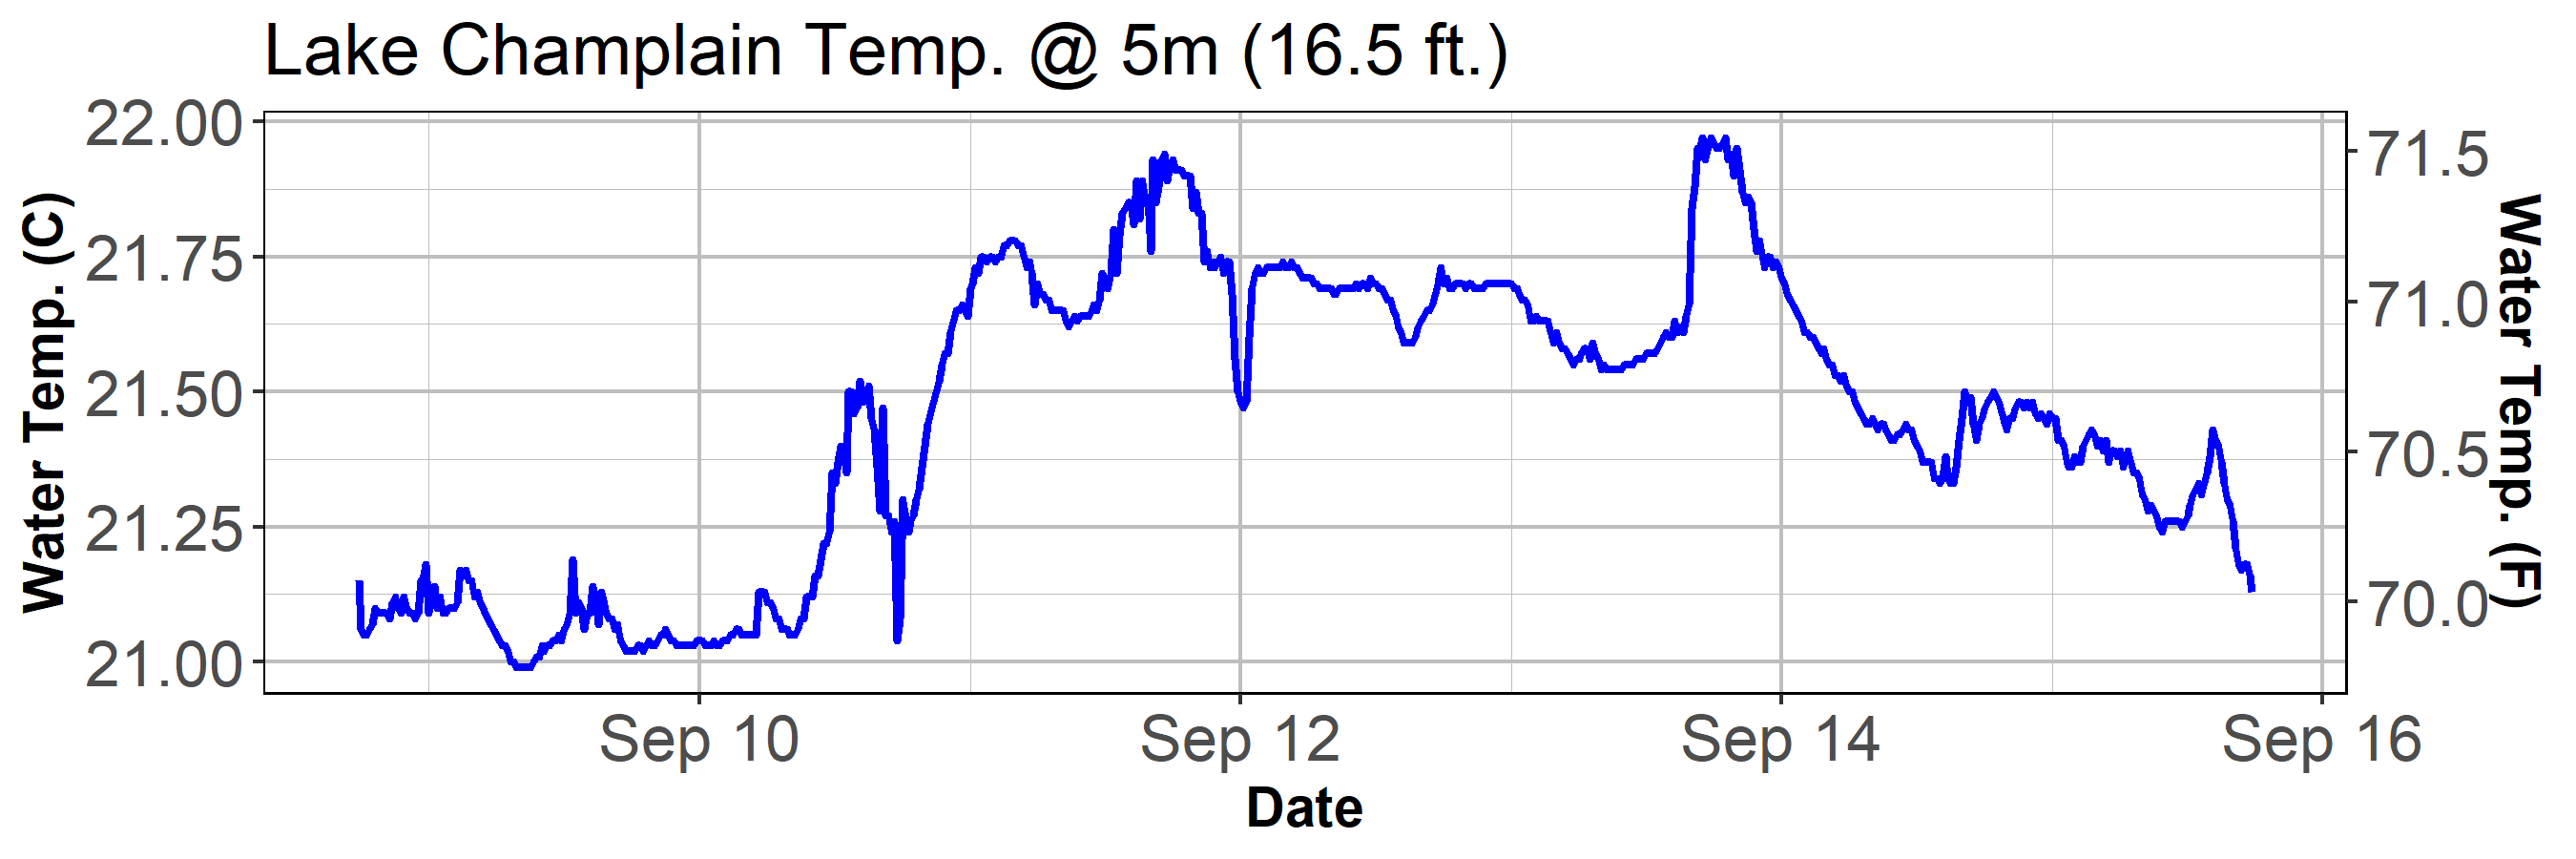 Lake Champlain Temp. @ 5m (16.5 ft.)
Water Temp. (C)
22.00
21.75
21.50
21.25
21.00
71.5
71.0
70.5
70.0
Water Temp. (F)
Sep 10 Sep 12 Sep 14 Sep 16
Date